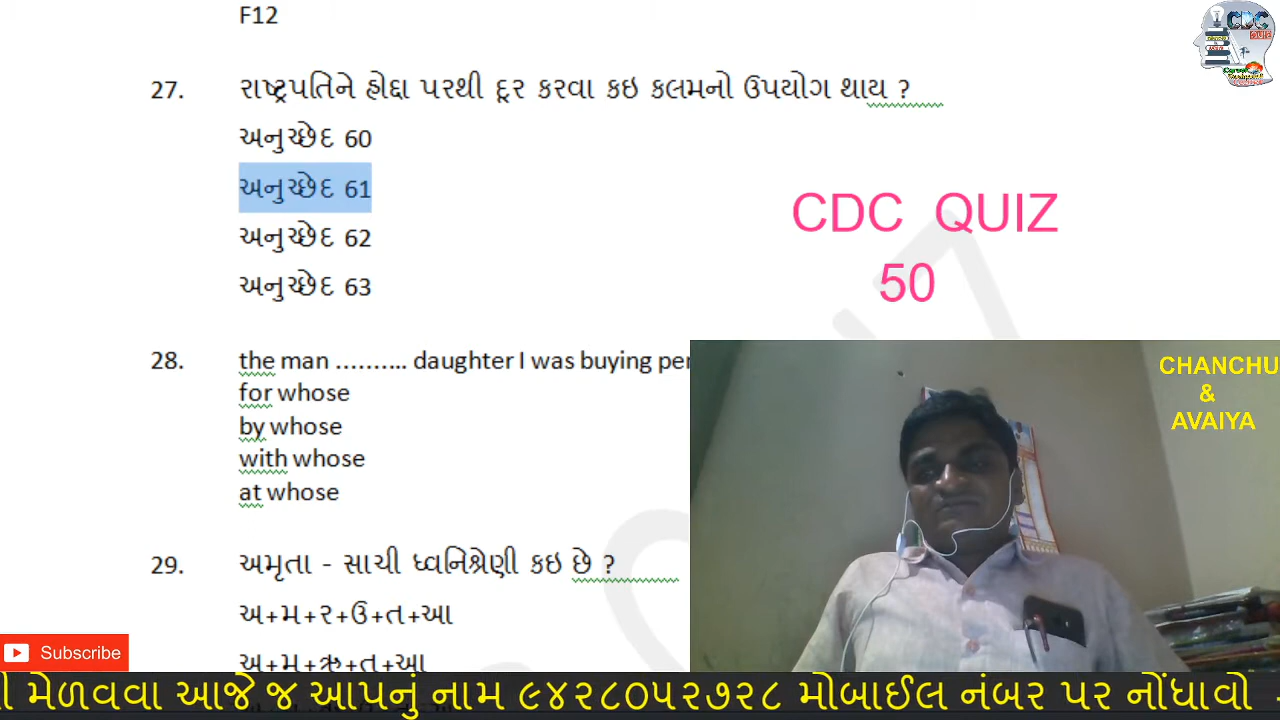 F12
27. રાષ્ટ્રપતિને હોદ્દા પરથી દૂર કરવા કઇ કલમનો ઉપયોગ થાય ?
અનુચ્છેદ 60
અનુચ્છેદ 61
અનુચ્છેદ 62
અનુચ્છેદ 63
CDC QUIZ
50
28. the man .......... daughter I was buying
for whose
by whose
with whose
at whose
CHANCHU
&
AVAIYA
29. અમૃતા - સાચી ધ્વનિશ્રેણી કઇ છે ?
અ+મ+ર+ઉ+ત+આ
અ+મ+ઋ+ત+આ
Subscribe
મેળવવા આજે જ આપનું નામ ૯૪૨૮૦૫૨૭૨૮ મોબાઈલ નંબર પર નોંધાવો
CDC
QUIZ